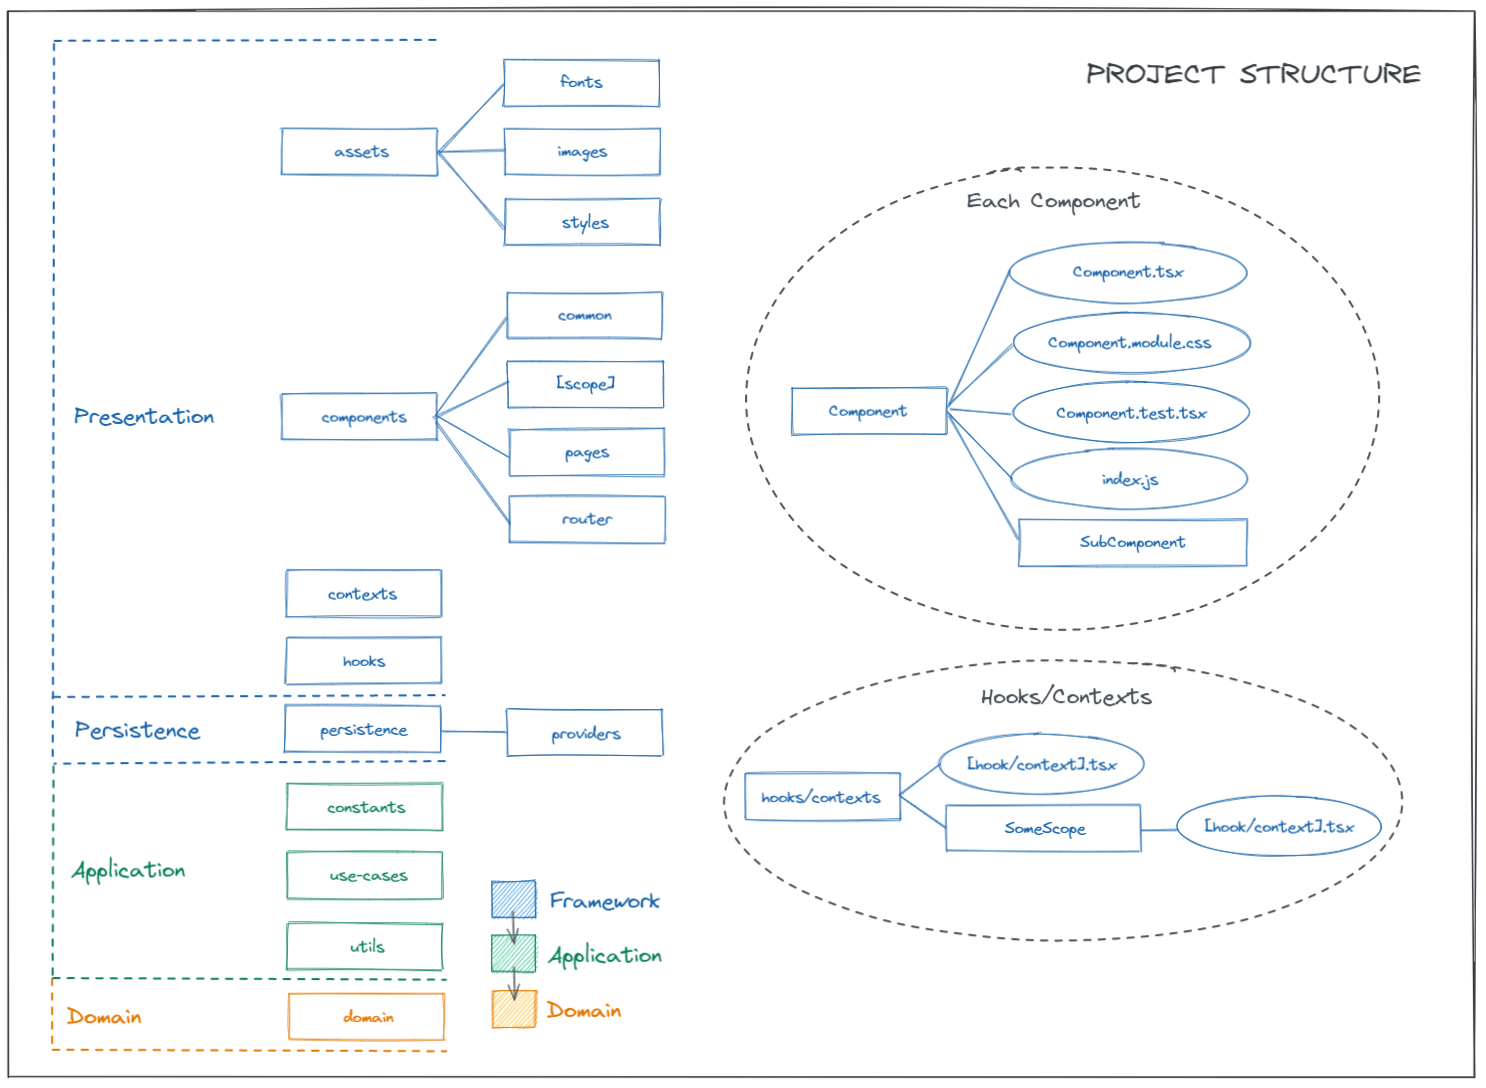 PROJECT STRUCTURE
fonts
assets
images
styles
common
[scope]
Presentation
components
pages
router
contexts
hooks
Persistence
persistence
providers
constants
Application
use-cases
utils
Domain
domain
Framework
Application
Domain
Each Component
Component.tsx
Component.module.css
Component
Component.test.tsx
index.js
SubComponent
Hooks/Contexts
[hook/context].tsx
hooks/contexts
SomeScope
[hook/context].tsx